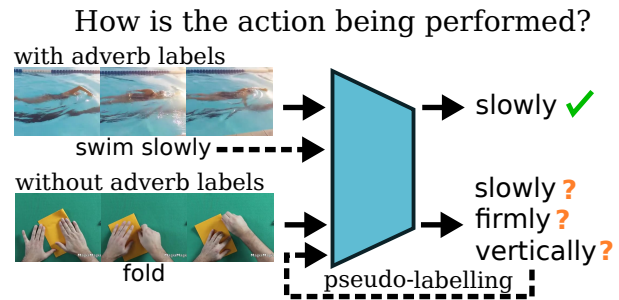 How is the action being performed?
with adverb labels
swim slowly
slowly
without adverb labels
fold
slowly ?
firmly ?
vertically ?
pseudo-labelling